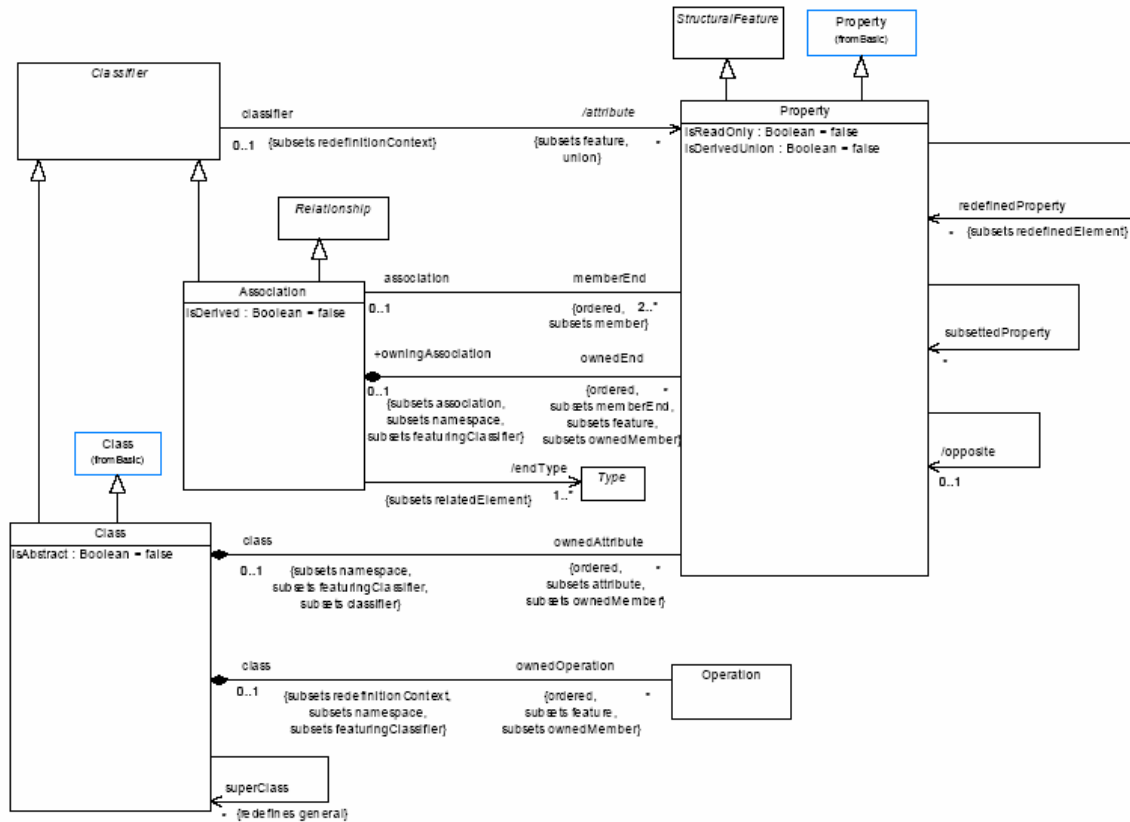 StructuralFeature
Property
(fromBasic)
Classifier
classifier
/attribute
0..1
{subsets redefinitionContext}
{subsets feature,
union}
*
Property
isReadOnly : Boolean = false
isDerivedUnion : Boolean = false
redefinedProperty
*
{subsets redefinedElement}
Relationship
association
memberEnd
0..1
{ordered,
subsets member}
2..*
Association
isDerived : Boolean = false
subsettedProperty
*
+owningAssociation
ownedEnd
0..1
{subsets association,
subsets namespace,
subsets featuringClassifier}
{ordered,
subsets memberEnd,
subsets feature,
subsets ownedMember}
*
Class
(fromBasic)
/opposite
0..1
/endType
{subsets relatedElement}
1..*
Type
Class
isAbstract : Boolean = false
class
ownedAttribute
0..1
{subsets namespace,
subsets featuringClassifier,
subsets classifier}
{ordered,
subsets attribute,
subsets ownedMember}
*
class
ownedOperation
0..1
{subsets redefinitionContext,
subsets namespace,
subsets featuringClassifier}
{ordered,
subsets feature,
subsets ownedMember}
*
Operation
superClass
*
{redefines general}